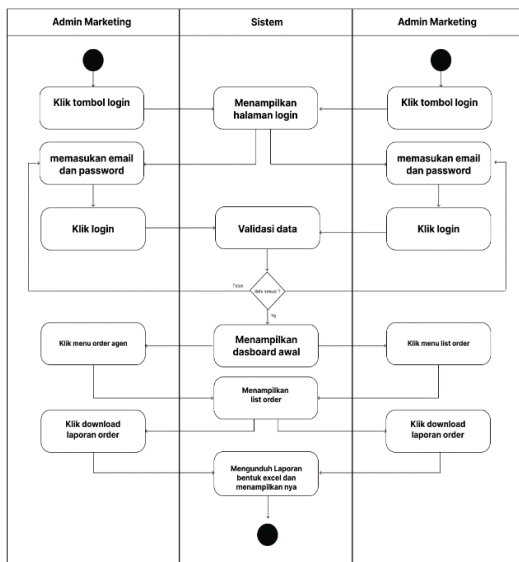 Admin Marketing
Sistem
Admin Marketing
Klik tombol login
Menampilkan
halaman login
Klik tombol login
memasukan email
dan password
memasukan email
dan password
Klik login
Validasi data
Klik login
Tidak
data sesuai ?
Ya
Klik menu order agen
Menampilkan
dasboard awal
Klik menu list order
Menampilkan
list order
Klik download
laporan order
Klik download
laporan order
Mengunduh Laporan
bentuk excel dan
menampilkan nya